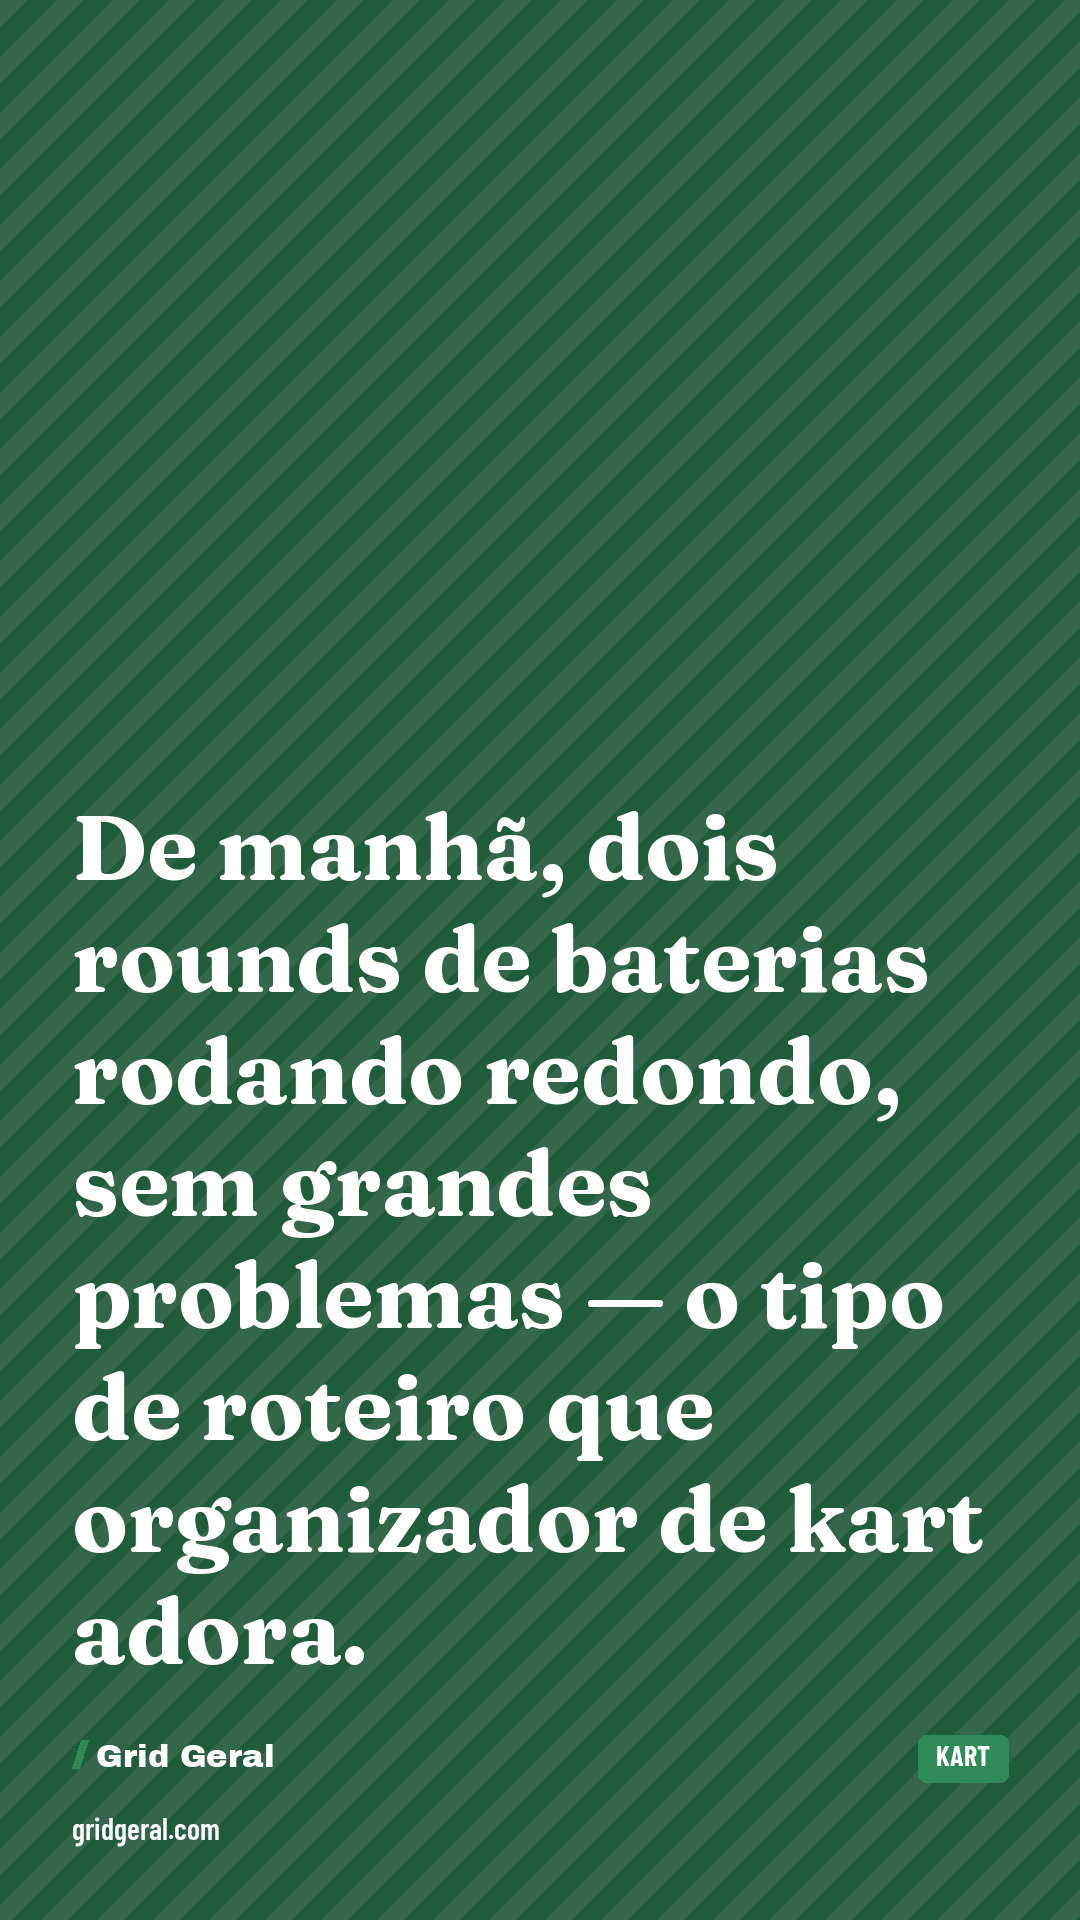 De manhã, dois
rounds de baterias
rodando redondo,
sem grandes
problemas — o tipo
de roteiro que
organizador de kart
adora.
/ Grid Geral
KART
gridgeral.com